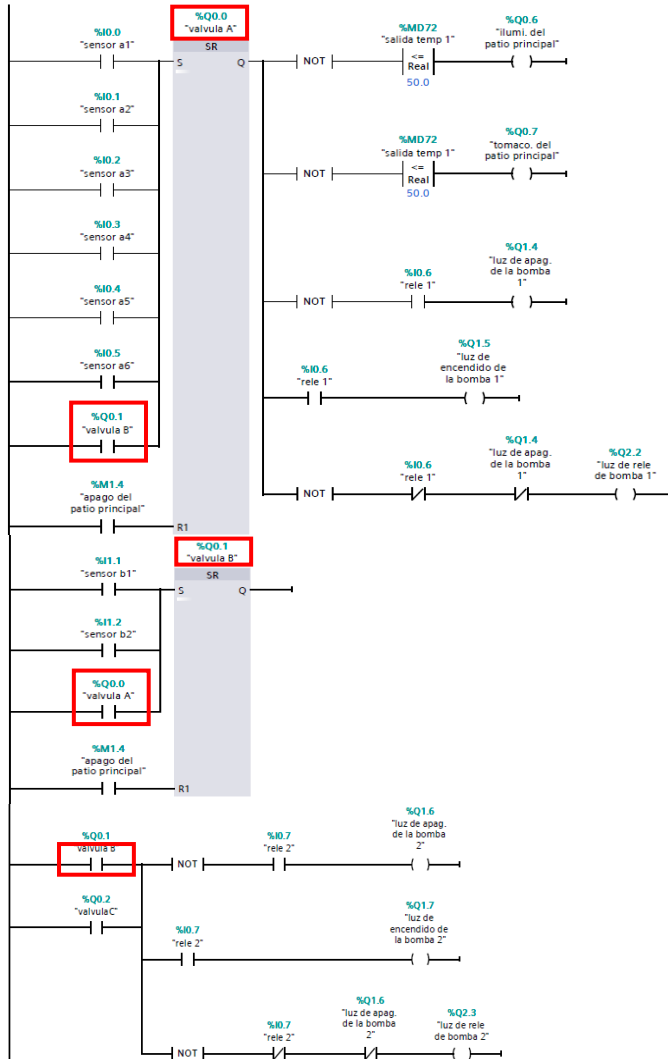 %Q0.0
"valvula A"
SR
S
Q
R1
%I0.0
"sensor a1"
%I0.1
"sensor a2"
%I0.2
"sensor a3"
%I0.3
"sensor a4"
%I0.4
"sensor a5"
%I0.5
"sensor a6"
%Q0.1
"valvula B"
%M1.4
"apago del
patio principal"
NOT
%MD72
"salida temp 1"
<=
Real
50.0
%Q0.6
"ilumi. del
patio principal"
NOT
%MD72
"salida temp 1"
<=
Real
50.0
%Q0.7
"tomaco. del
patio principal"
NOT
%I0.6
"rele 1"
%Q1.4
"luz de apag.
de la bomba
1"
%I0.6
"rele 1"
%Q1.5
"luz de
encendido de
la bomba 1"
NOT
%I0.6
"rele 1"
%Q1.4
"luz de apag.
de la bomba
1"
%Q2.2
"luz de rele
de bomba 1"
%Q0.1
"valvula B"
SR
S
Q
R1
%I1.1
"sensor b1"
%I1.2
"sensor b2"
%Q0.0
"valvula A"
%M1.4
"apago del
patio principal"
%Q0.1
valvula B
%Q0.2
"valvulaC"
NOT
%I0.7
"rele 2"
%Q1.6
"luz de apag.
de la bomba
2"
%I0.7
"rele 2"
%Q1.7
"luz de
encendido de
la bomba 2"
NOT
%I0.7
"rele 2"
%Q1.6
"luz de apag.
de la bomba
2"
%Q2.3
"luz de rele
de bomba 2"